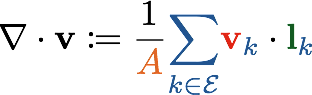 ∇ · v := 1/A ∑_{k∈ℰ} v_k · l_k